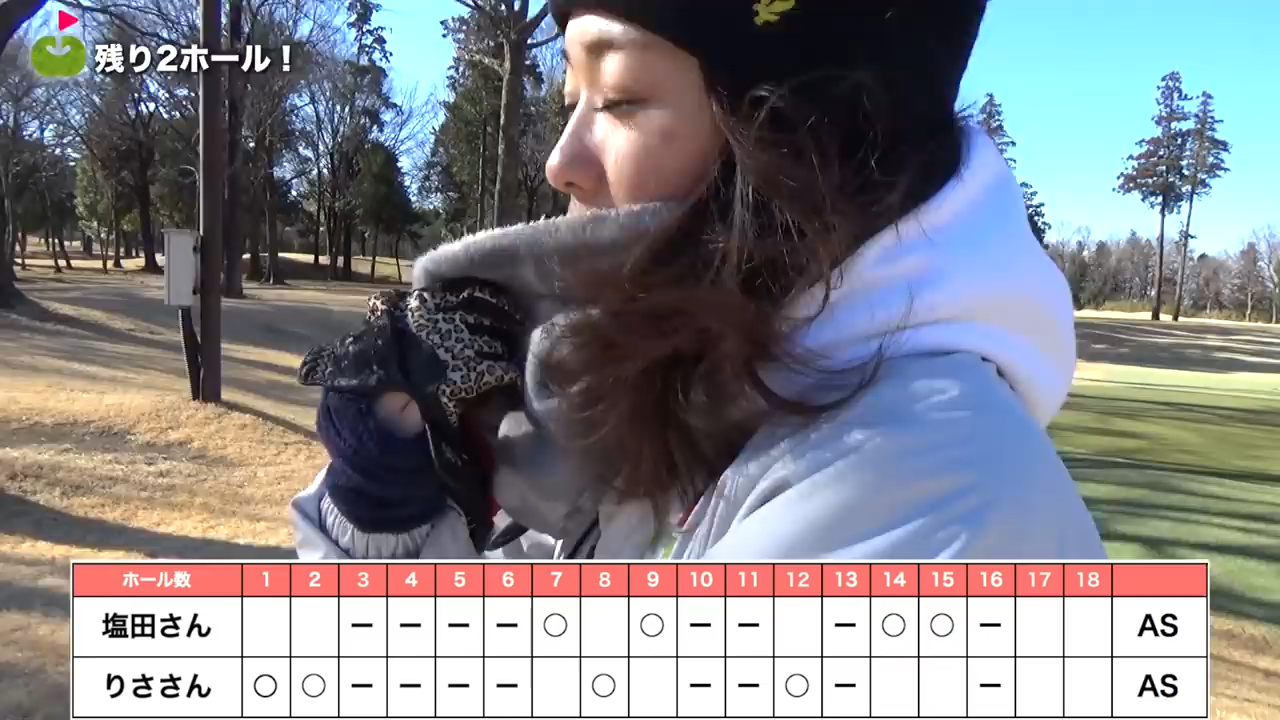 残り2ホール！
ホール数 1 2 3 4 5 6 7 8 9 10 11 12 13 14 15 16 17 18
塩田さん ー ー ー ー ○ ○ ー ー ー ○ ○ ー AS
りささん ○ ○ ー ー ー ー ○ ー ー ○ ー ー AS